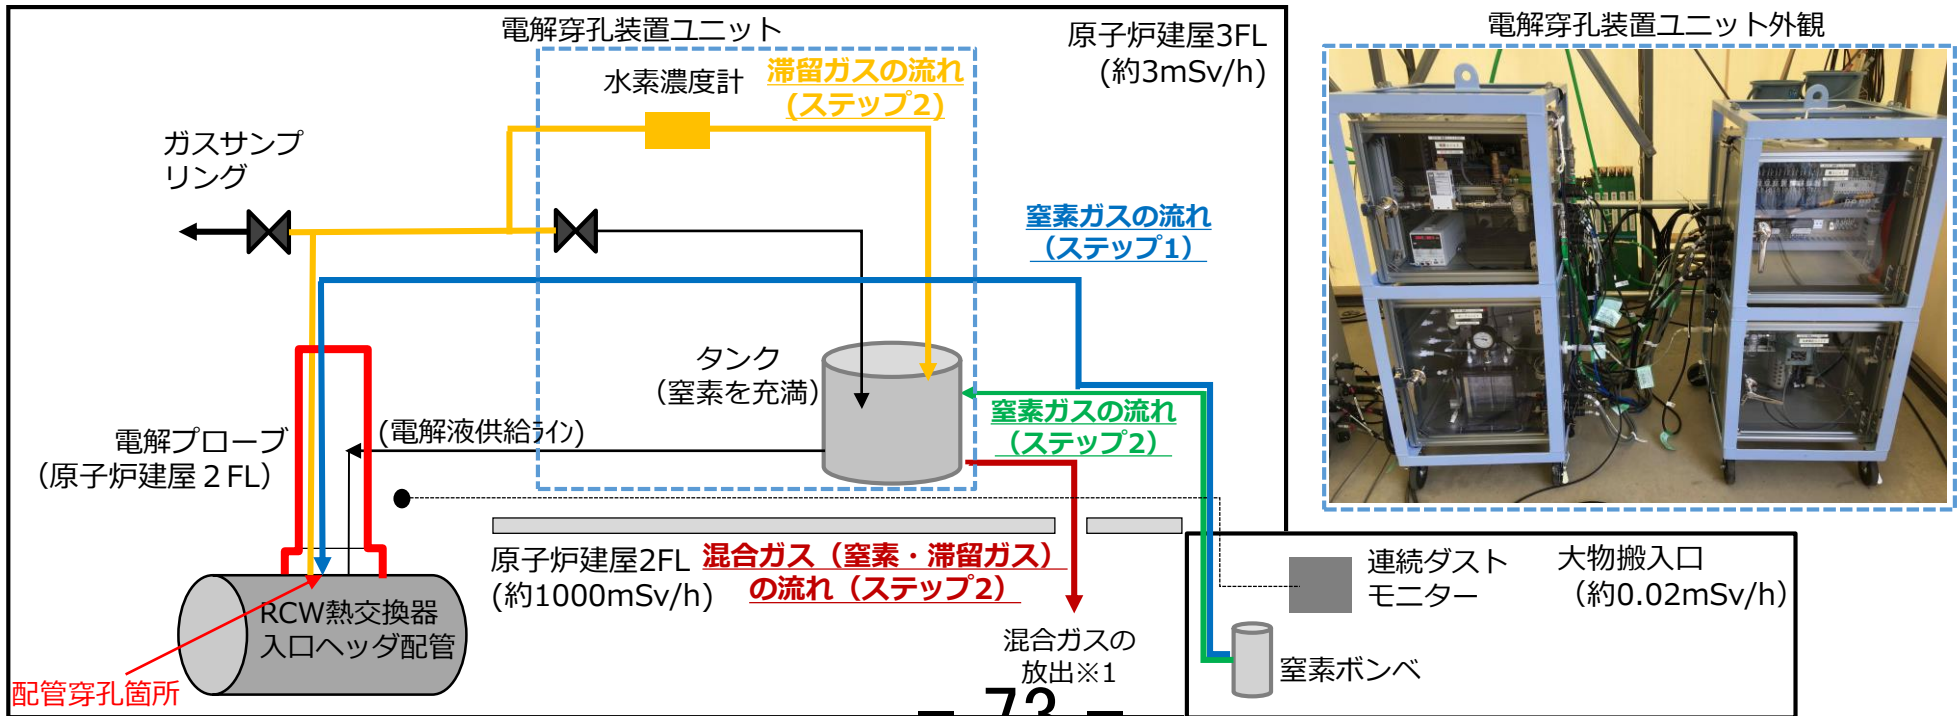 電解穿孔装置ユニット
原子炉建屋3FL
(約3mSv/h)
電解穿孔装置ユニット外観
水素濃度計
滞留ガスの流れ
(ステップ2)
ガスサンプ
リング
窒素ガスの流れ
（ステップ1）
タンク
（窒素を充満）
窒素ガスの流れ
（ステップ2）
電解プローブ
（原子炉建屋２FL）
(電解液供給ﾗｲﾝ)
原子炉建屋2FL
(約1000mSv/h)
混合ガス（窒素・滞留ガス）
の流れ（ステップ2）
連続ダスト
モニター
大物搬入口
（約0.02mSv/h）
RCW熱交換器
入口ヘッダ配管
混合ガスの
放出※1
窒素ボンベ
配管穿孔箇所
− 73 −